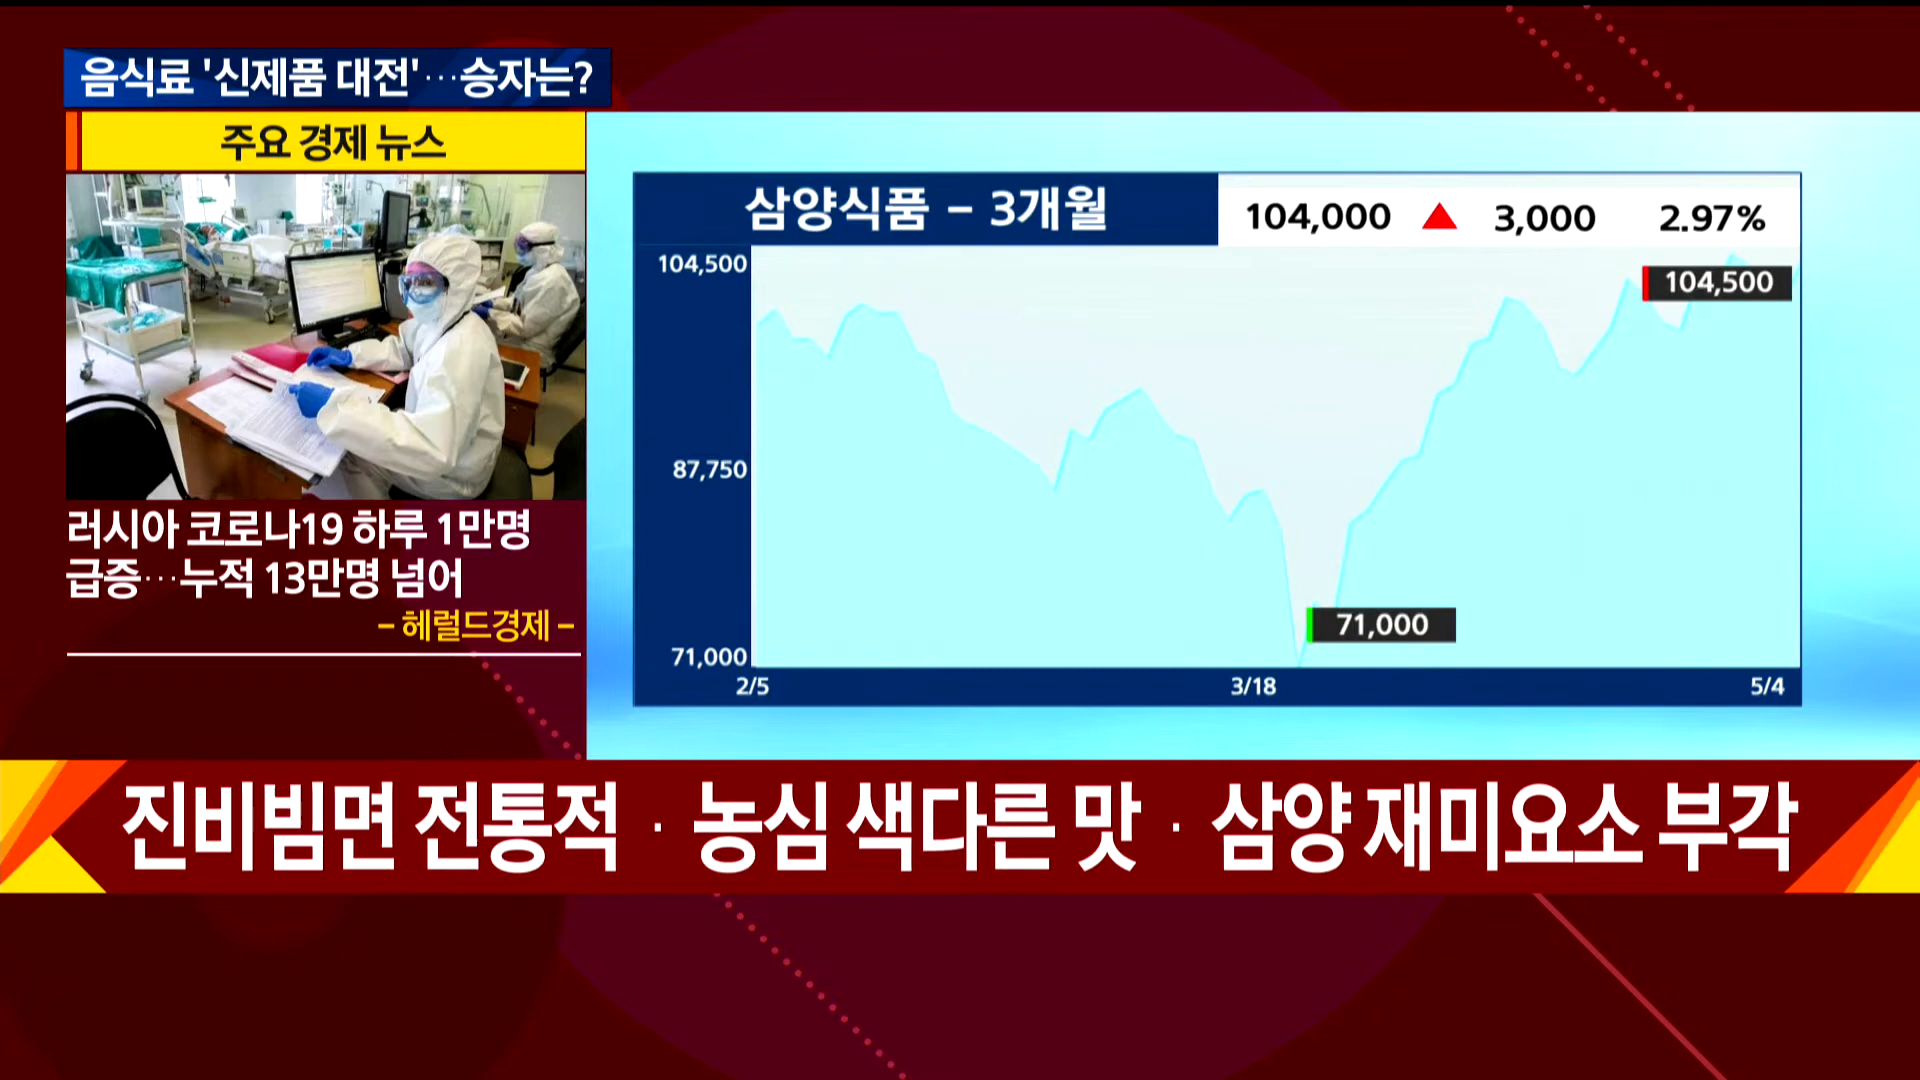 음식료 '신제품 대전'…승자는?
주요 경제 뉴스
러시아 코로나19 하루 1만명
급증…누적 13만명 넘어
– 헤럴드경제 –
삼양식품 – 3개월
104,000 ▲ 3,000 2.97%
104,500
104,500
87,750
71,000
71,000
2/5 3/18 5/4
진비빔면 전통적 · 농심 색다른 맛 · 삼양 재미요소 부각